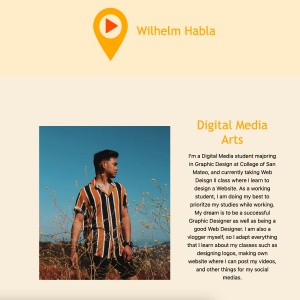 Wilhelm Habla
Digital Media
Arts
I'm a Digital Media student majoring
in Graphic Design at College of San
Mateo, and currently taking Web
Deisgn II class where I learn to
design a Website. As a working
student, I am doing my best to
prioritze my studies while working.
My dream is to be a successful
Graphic Designer as well as being a
good Web Designer. I am also a
vlogger myself, so I adapt everything
that I learn about my classes such as
designing logos, making own
website where I can post my videos,
and other things for my social
medias.